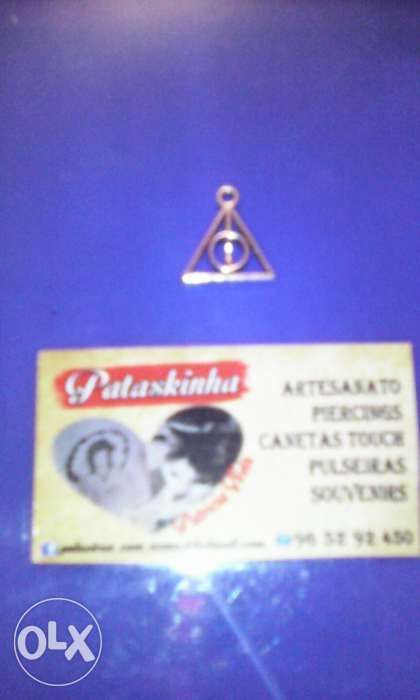 Pataskinha
ARTESANATO
PIERCINGS
CANETAS TOUCH
PULSEIRAS
SOUVENIRS
OLX